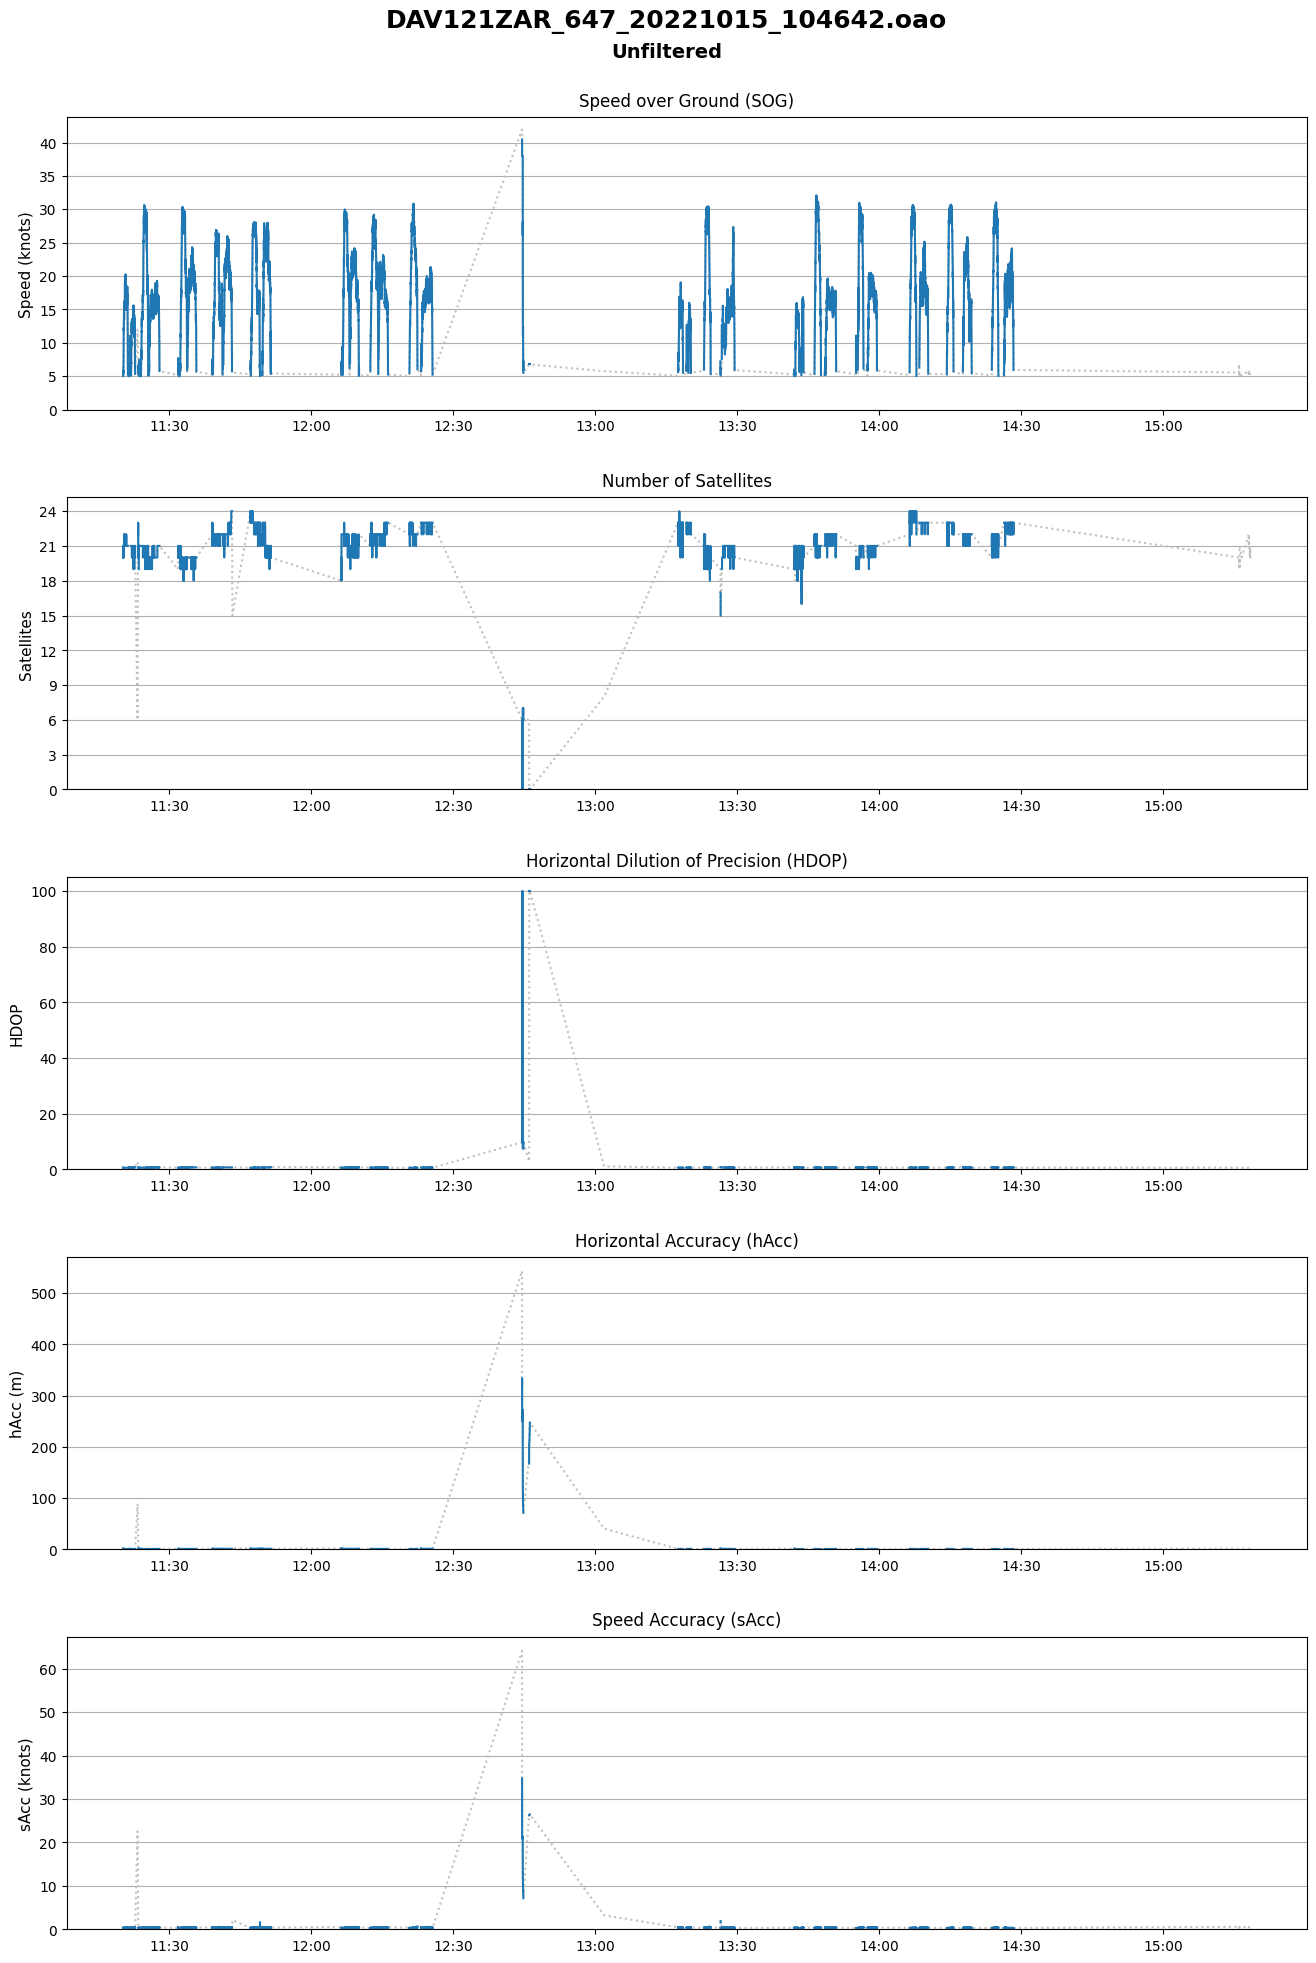 DAV121ZAR_647_20221015_104642.oao
Unfiltered
Speed over Ground (SOG)
Speed (knots)
40
35
30
25
20
15
10
5
0
11:30 12:00 12:30 13:00 13:30 14:00 14:30 15:00
Number of Satellites
Satellites
24
21
18
15
12
9
6
3
0
11:30 12:00 12:30 13:00 13:30 14:00 14:30 15:00
Horizontal Dilution of Precision (HDOP)
HDOP
100
80
60
40
20
0
11:30 12:00 12:30 13:00 13:30 14:00 14:30 15:00
Horizontal Accuracy (hAcc)
hAcc (m)
500
400
300
200
100
0
11:30 12:00 12:30 13:00 13:30 14:00 14:30 15:00
Speed Accuracy (sAcc)
sAcc (knots)
60
50
40
30
20
10
0
11:30 12:00 12:30 13:00 13:30 14:00 14:30 15:00